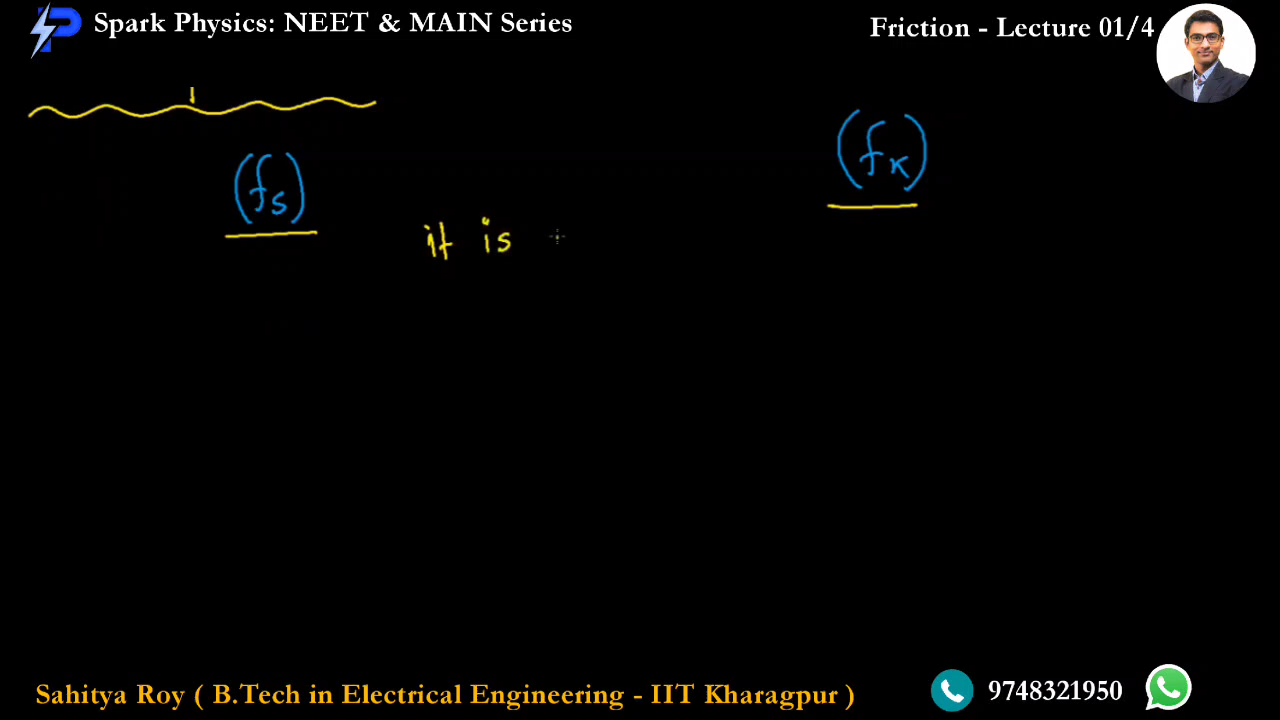 Spark Physics: NEET & MAIN Series
Friction - Lecture 01/4
(fs)
(fK)
it is
Sahitya Roy ( B.Tech in Electrical Engineering - IIT Kharagpur )
9748321950